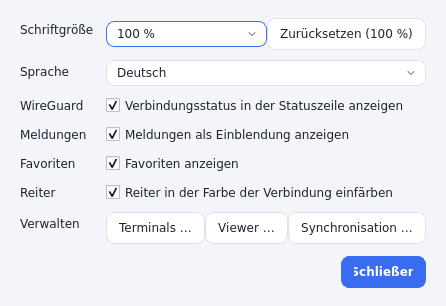 Schriftgröße 100 % Zurücksetzen (100 %)
Sprache Deutsch
WireGuard Verbindungsstatus in der Statuszeile anzeigen
Meldungen Meldungen als Einblendung anzeigen
Favoriten Favoriten anzeigen
Reiter Reiter in der Farbe der Verbindung einfärben
Verwalten Terminals ... Viewer ... Synchronisation ...
Schließer